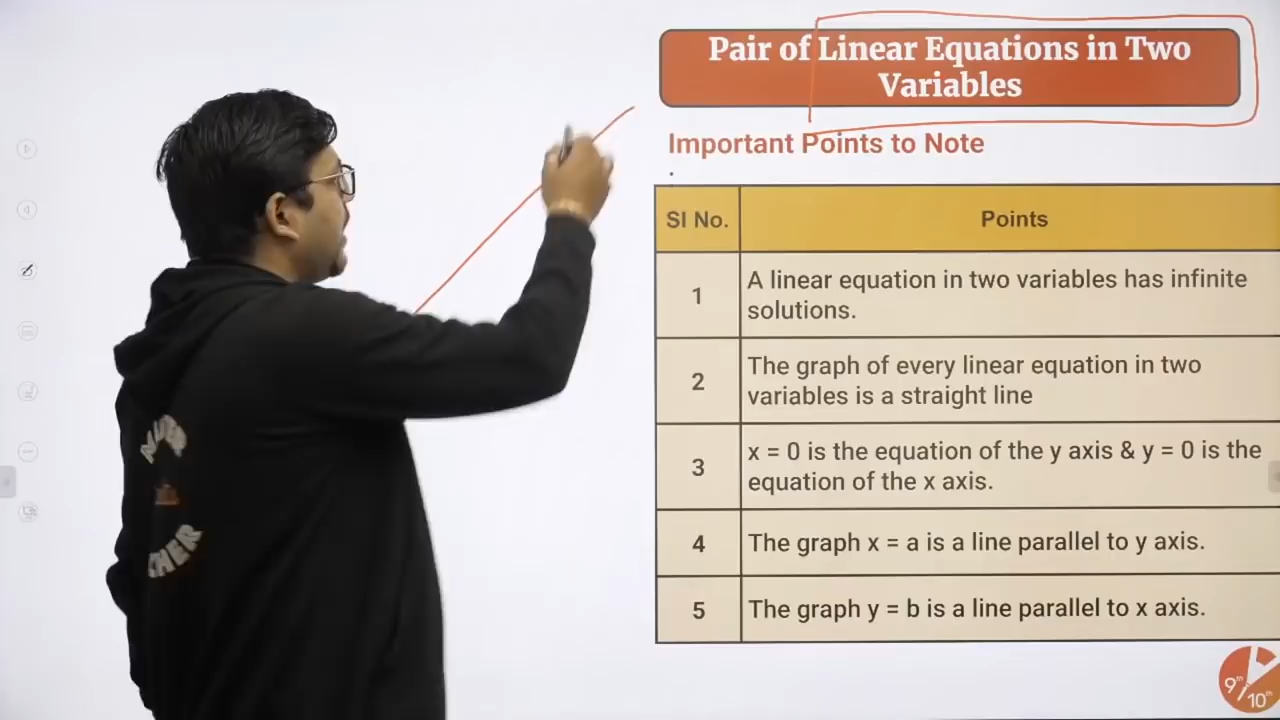 Pair of Linear Equations in Two
Variables
Important Points to Note
:
SI No.
Points
1
A linear equation in two variables has infinite
solutions.
2
The graph of every linear equation in two
variables is a straight line
3
x = 0 is the equation of the y axis & y = 0 is the
equation of the x axis.
4
The graph x = a is a line parallel to y axis.
5
The graph y = b is a line parallel to x axis.
9th/10th